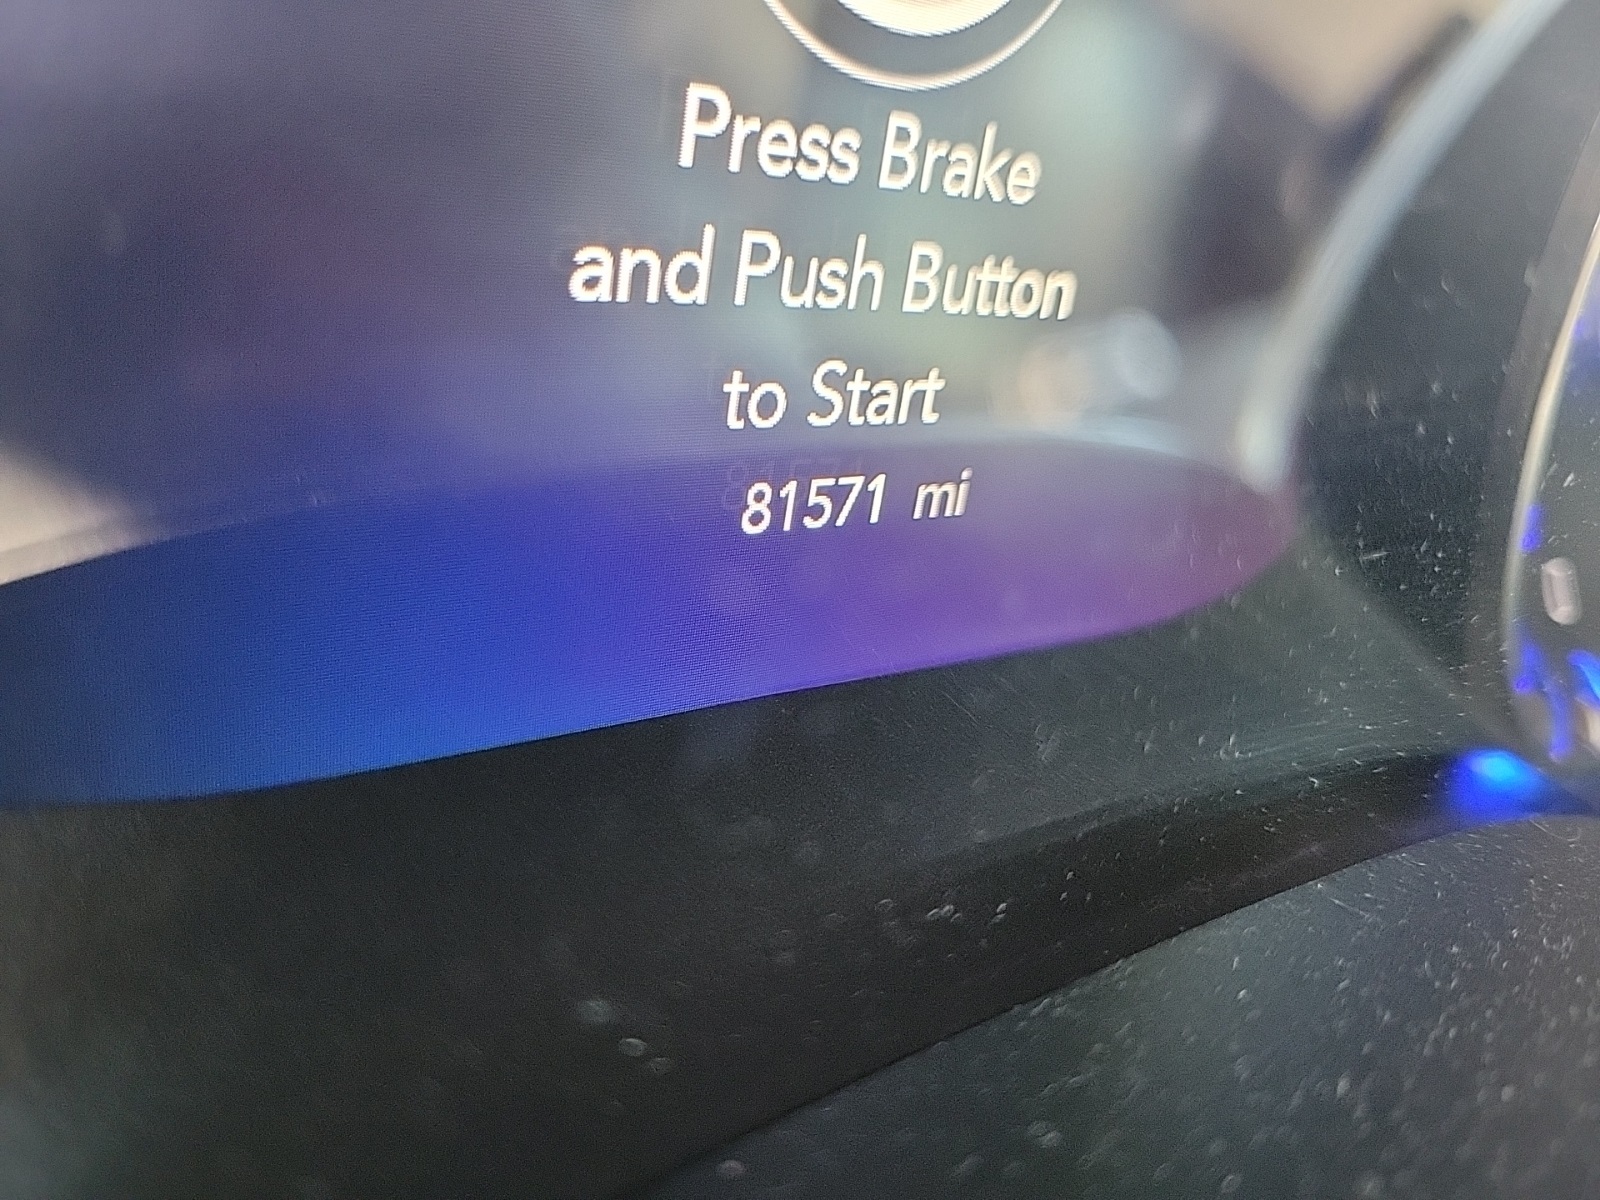 Press Brake
and Push Button
to Start
81571 mi